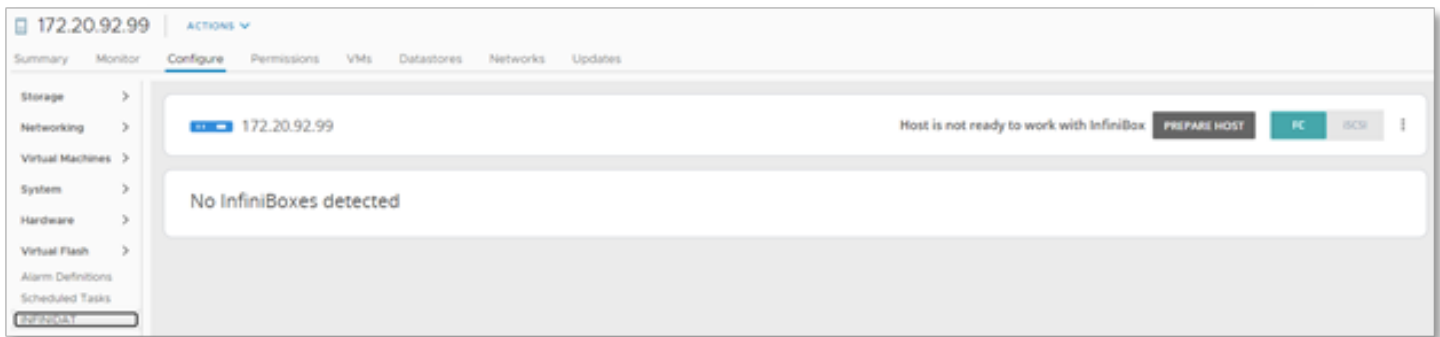 172.20.92.99 ACTIONS
Summary Monitor Configure Permissions VMs Datastores Networks Updates
Storage
Networking
Virtual Machines
System
Hardware
Virtual Flash
Alarm Definitions
Scheduled Tasks
INFINIDAT
172.20.92.99 Host is not ready to work with InfiniBox PREPARE HOST FC ISCSI
No InfiniBoxes detected